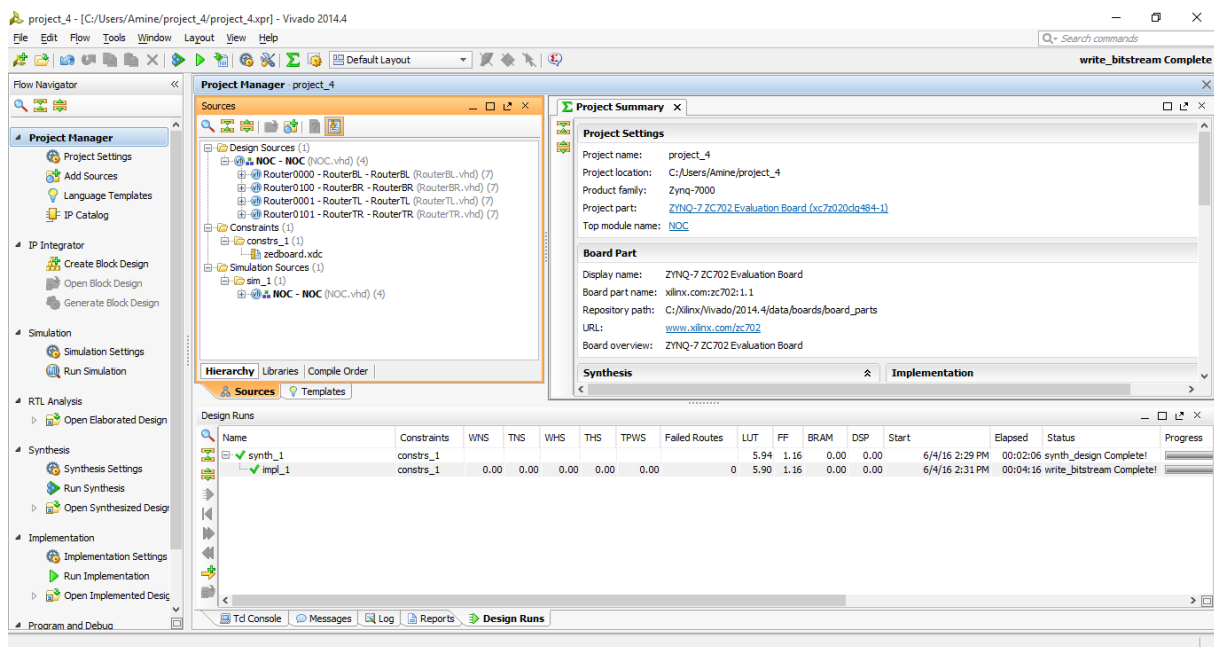 project_4 - [C:/Users/Amine/project_4/project_4.xpr] - Vivado 2014.4
File Edit Flow Tools Window Layout View Help
Search commands
Default Layout
write_bitstream Complete
Flow Navigator
Project Manager
Project Settings
Add Sources
Language Templates
IP Catalog
IP Integrator
Create Block Design
Open Block Design
Generate Block Design
Simulation
Simulation Settings
Run Simulation
RTL Analysis
Open Elaborated Design
Synthesis
Synthesis Settings
Run Synthesis
Open Synthesized Desigr
Implementation
Implementation Settings
Run Implementation
Open Implemented Desig
Program and Debug
Project Manager - project_4
Sources
Design Sources (1)
NOC - NOC (NOC.vhd) (4)
Router0000 - RouterBL - RouterBL (RouterBL.vhd) (7)
Router0100 - RouterBR - RouterBR (RouterBR.vhd) (7)
Router0001 - RouterTL - RouterTL (RouterTL.vhd) (7)
Router0101 - RouterTR - RouterTR (RouterTR.vhd) (7)
Constraints (1)
constrs_1 (1)
zedboard.xdc
Simulation Sources (1)
sim_1 (1)
NOC - NOC (NOC.vhd) (4)
Hierarchy Libraries Compile Order
Sources Templates
Project Summary
Project Settings
Project name: project_4
Project location: C:/Users/Amine/project_4
Product family: Zynq-7000
Project part: ZYNQ-7 ZC702 Evaluation Board (xc7z020clg484-1)
Top module name: NOC
Board Part
Display name: ZYNQ-7 ZC702 Evaluation Board
Board part name: xilinx.com:zc702:1.1
Repository path: C:/Xilinx/Vivado/2014.4/data/boards/board_parts
URL: www.xilinx.com/zc702
Board overview: ZYNQ-7 ZC702 Evaluation Board
Synthesis Implementation
Design Runs
Name Constraints WNS TNS WHS THS TPWS Failed Routes LUT FF BRAM DSP Start Elapsed Status Progress
synth_1 constrs_1 5.94 1.16 0.00 0.00 6/4/16 2:29 PM 00:02:06 synth_design Complete!
impl_1 constrs_1 0.00 0.00 0.00 0.00 0.00 0 5.90 1.16 0.00 0.00 6/4/16 2:31 PM 00:04:16 write_bitstream Complete!
Tcl Console Messages Log Reports Design Runs